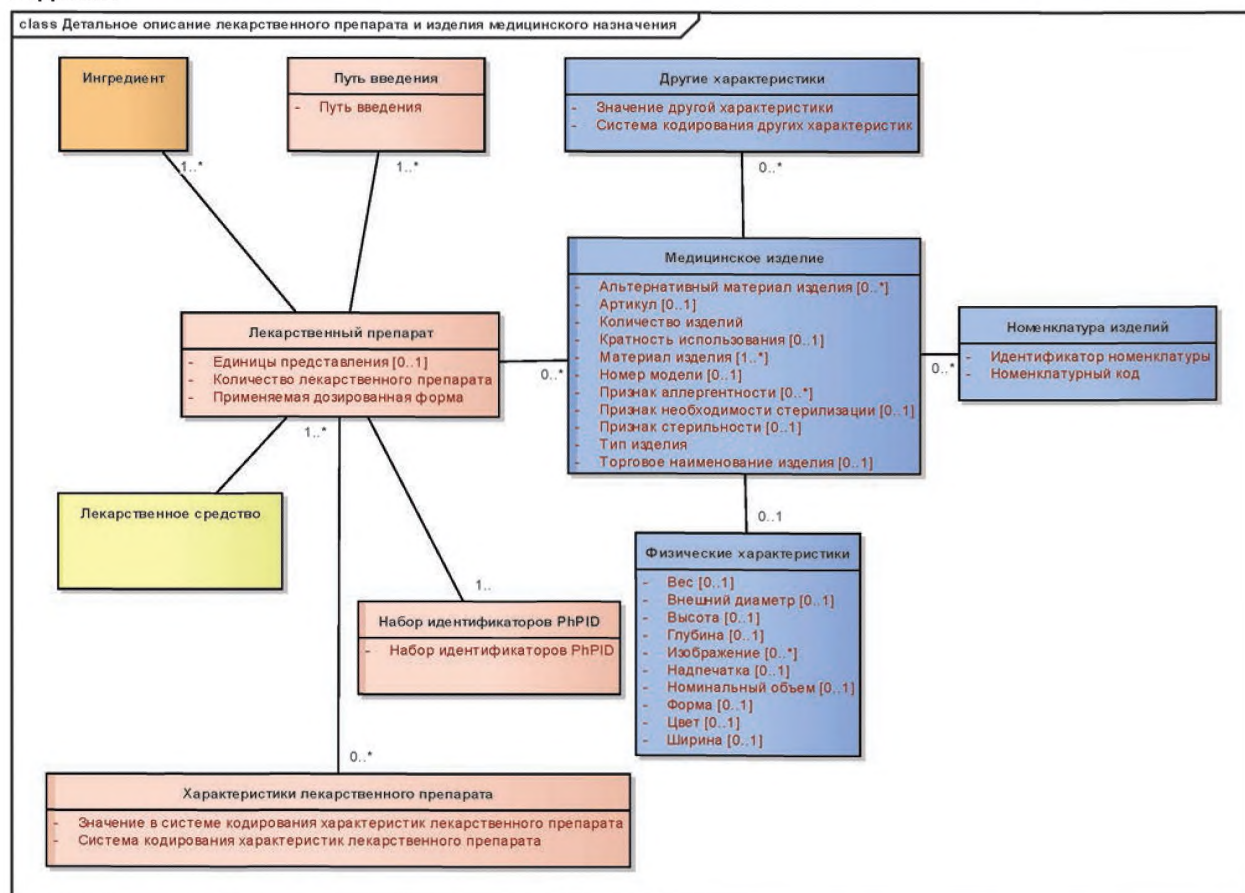 class Детальное описание лекарственного препарата и изделия медицинского назначения
Ингредиент
Путь введения
- Путь введения
Другие характеристики
- Значение другой характеристики
- Система кодирования других характеристик
1..*
1..*
0..*
Медицинское изделие
- Альтернативный материал изделия [0..*]
- Артикул [0..1]
- Количество изделий
- Кратность использования [0..1]
- Материал изделия [1..*]
- Номер модели [0..1]
- Признак аллергентности [0..*]
- Признак необходимости стерилизации [0..1]
- Признак стерильности [0..1]
- Тип изделия
- Торговое наименование изделия [0..1]
Лекарственный препарат
- Единицы представления [0..1]
- Количество лекарственного препарата
- Применяемая дозированная форма
0..*
0..*
Номенклатура изделий
- Идентификатор номенклатуры
- Номенклатурный код
1..*
Лекарственное средство
0..1
Физические характеристики
- Вес [0..1]
- Внешний диаметр [0..1]
- Высота [0..1]
- Глубина [0..1]
- Изображение [0..*]
- Надпечатка [0..1]
- Номинальный объем [0..1]
- Форма [0..1]
- Цвет [0..1]
- Ширина [0..1]
1..
Набор идентификаторов PhPID
- Набор идентификаторов PhPID
0..*
Характеристики лекарственного препарата
- Значение в системе кодирования характеристик лекарственного препарата
- Система кодирования характеристик лекарственного препарата